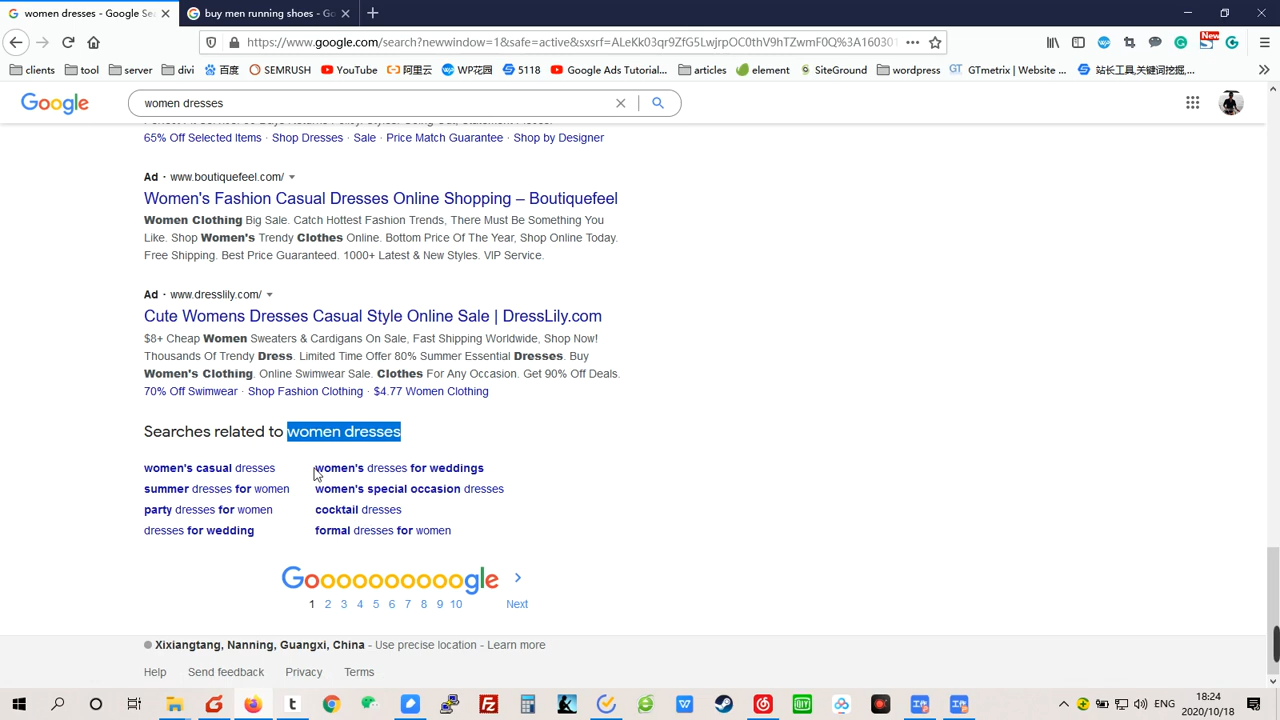 women dresses - Google Se
buy men running shoes - Go
https://www.google.com/search?newwindow=1&safe=active&sxsrf=ALeKk03qr9ZfG5LwjrpOC0thV9hTZwmF0Q%3A160301
clients
tool
server
divi
百度
SEMRUSH
YouTube
阿里云
WP花园
5118
Google Ads Tutorial...
articles
element
SiteGround
wordpress
GT
GTmetrix | Website ...
站长工具,关键词挖掘,...
New
Google
women dresses
65% Off Selected Items · Shop Dresses · Sale · Price Match Guarantee · Shop by Designer
Ad · www.boutiquefeel.com/
Women's Fashion Casual Dresses Online Shopping – Boutiquefeel
Women Clothing Big Sale. Catch Hottest Fashion Trends, There Must Be Something You
Like. Shop Women's Trendy Clothes Online. Bottom Price Of The Year, Shop Online Today.
Free Shipping. Best Price Guaranteed. 1000+ Latest & New Styles. VIP Service.
Ad · www.dresslily.com/
Cute Womens Dresses Casual Style Online Sale | DressLily.com
$8+ Cheap Women Sweaters & Cardigans On Sale, Fast Shipping Worldwide, Shop Now!
Thousands Of Trendy Dress. Limited Time Offer 80% Summer Essential Dresses. Buy
Women's Clothing. Online Swimwear Sale. Clothes For Any Occasion. Get 90% Off Deals.
70% Off Swimwear · Shop Fashion Clothing · $4.77 Women Clothing
Searches related to women dresses
women's casual dresses
women's dresses for weddings
summer dresses for women
women's special occasion dresses
party dresses for women
cocktail dresses
dresses for wedding
formal dresses for women
Goooooooooogle
1 2 3 4 5 6 7 8 9 10 Next
Xixiangtang, Nanning, Guangxi, China - Use precise location - Learn more
Help Send feedback Privacy Terms
ENG
18:24
2020/10/18